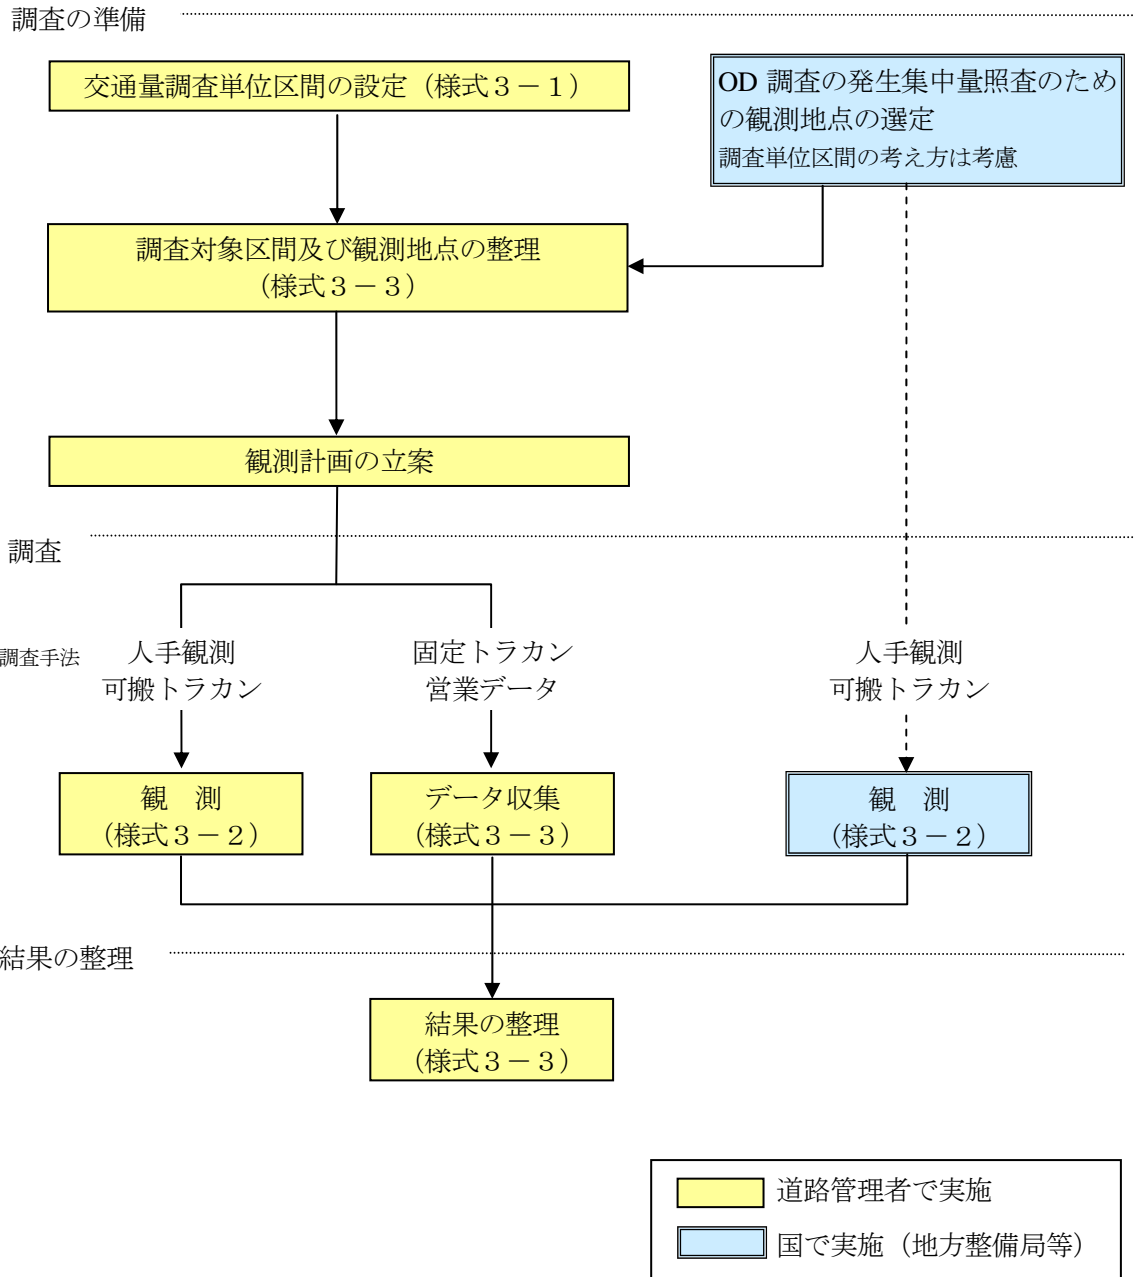 調査の準備
交通量調査単位区間の設定（様式３－１）
OD 調査の発生集中量照査のため
の観測地点の選定
調査単位区間の考え方は考慮
調査対象区間及び観測地点の整理
（様式３－３）
観測計画の立案
調査
調査手法
人手観測
可搬トラカン
固定トラカン
営業データ
人手観測
可搬トラカン
観　測
（様式３－２）
データ収集
（様式３－３）
観　測
（様式３－２）
結果の整理
結果の整理
（様式３－３）
道路管理者で実施
国で実施（地方整備局等）